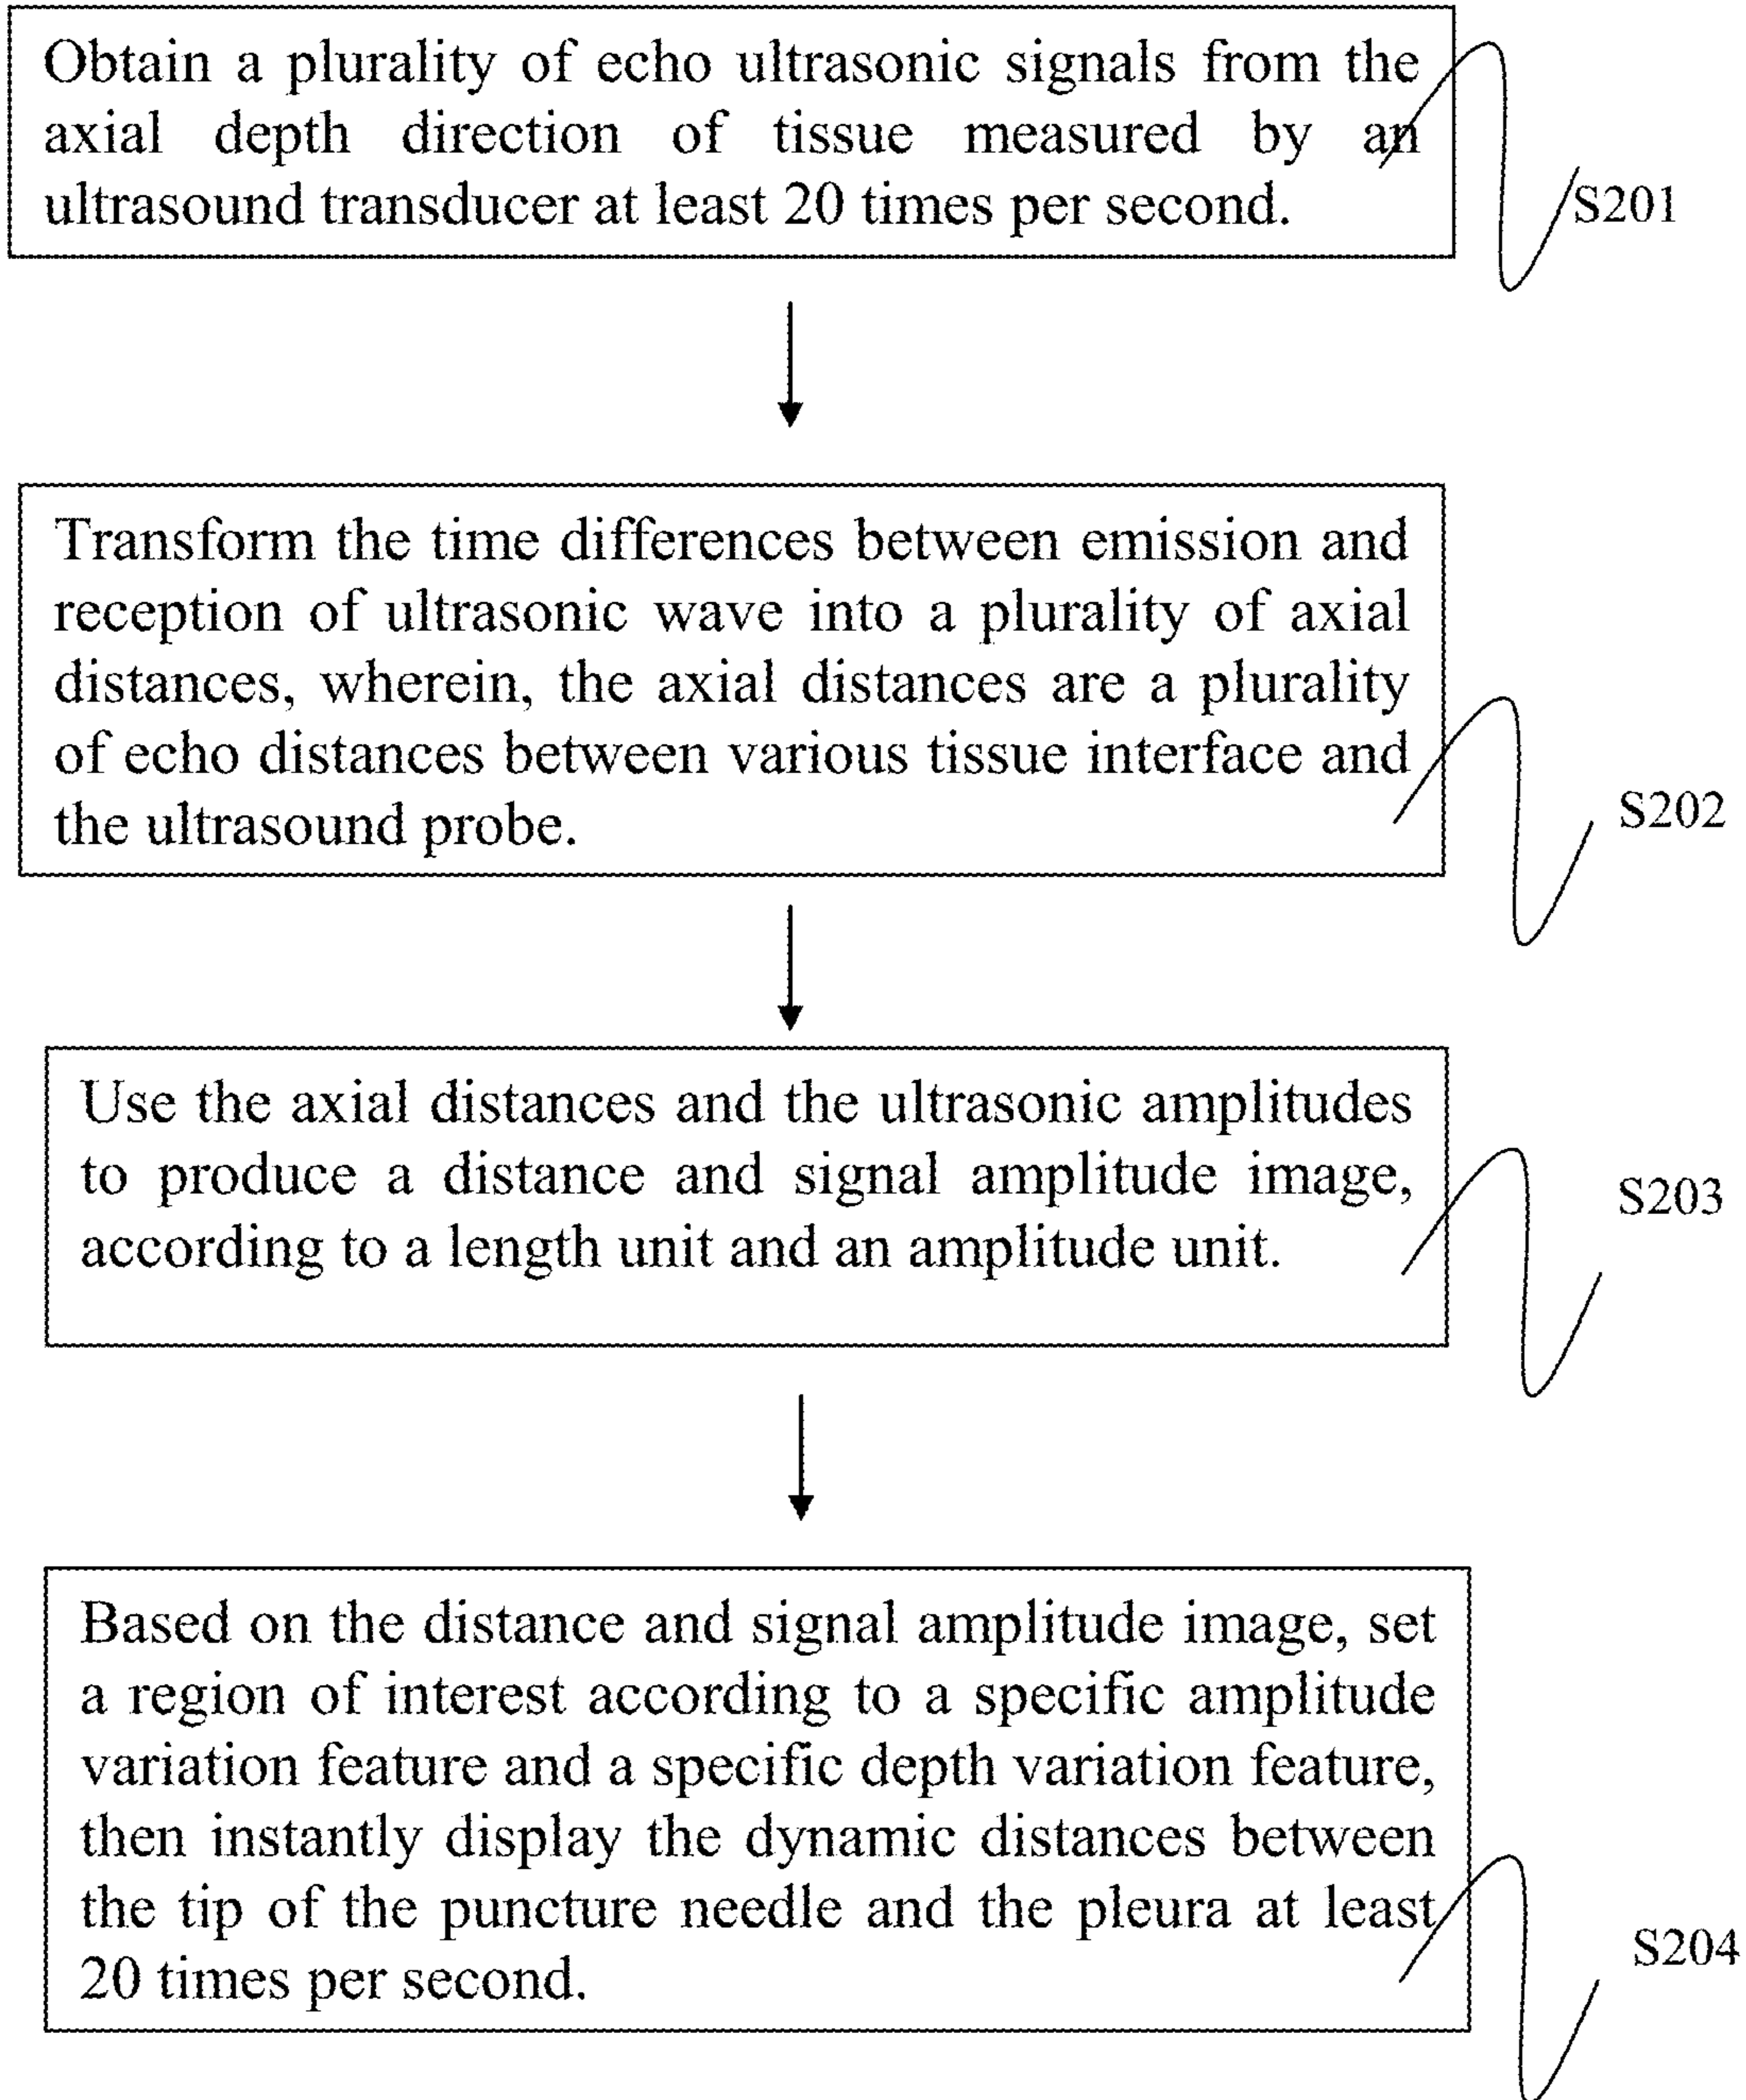 Obtain a plurality of echo ultrasonic signals from the
axial depth direction of tissue measured by an
ultrasound transducer at least 20 times per second.
S201
Transform the time differences between emission and
reception of ultrasonic wave into a plurality of axial
distances, wherein, the axial distances are a plurality
of echo distances between various tissue interface and
the ultrasound probe.
S202
Use the axial distances and the ultrasonic amplitudes
to produce a distance and signal amplitude image,
according to a length unit and an amplitude unit.
S203
Based on the distance and signal amplitude image, set
a region of interest according to a specific amplitude
variation feature and a specific depth variation feature,
then instantly display the dynamic distances between
the tip of the puncture needle and the pleura at least
20 times per second.
S204